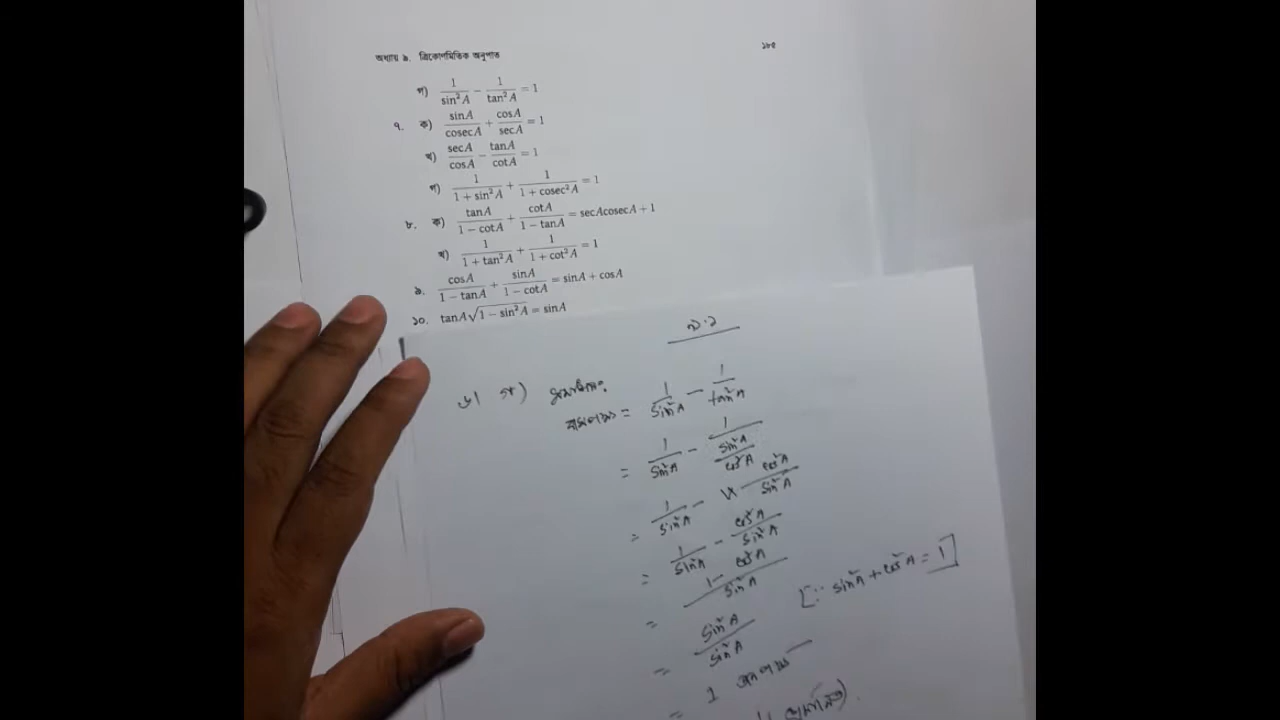 অধ্যায় ৯. ত্রিকোণমিতিক অনুপাত ১৮৫
গ) 1/sin²A − 1/tan²A = 1
৭. ক) sinA/cosecA + cosA/secA = 1
খ) secA/cosA − tanA/cotA = 1
গ) 1/(1 + sin²A) + 1/(1 + cosec²A) = 1
৮. ক) tanA/(1 − cotA) + cotA/(1 − tanA) = secAcosecA + 1
খ) 1/(1 + tan²A) + 1/(1 + cot²A) = 1
৯. cosA/(1 − tanA) + sinA/(1 − cotA) = sinA + cosA
১০. tanA√(1 − sin²A) = sinA
৯.১
৬। গ) সমাধান:
বামপক্ষ = 1/sin²A − 1/tan²A
= 1/sin²A − 1/(sin²A/cos²A)
= 1/sin²A − 1 × cos²A/sin²A
= 1/sin²A − cos²A/sin²A
= (1 − cos²A)/sin²A
= sin²A/sin²A [∵ sin²A + cos²A = 1]
= 1 ডানপক্ষ
(প্রমাণিত)